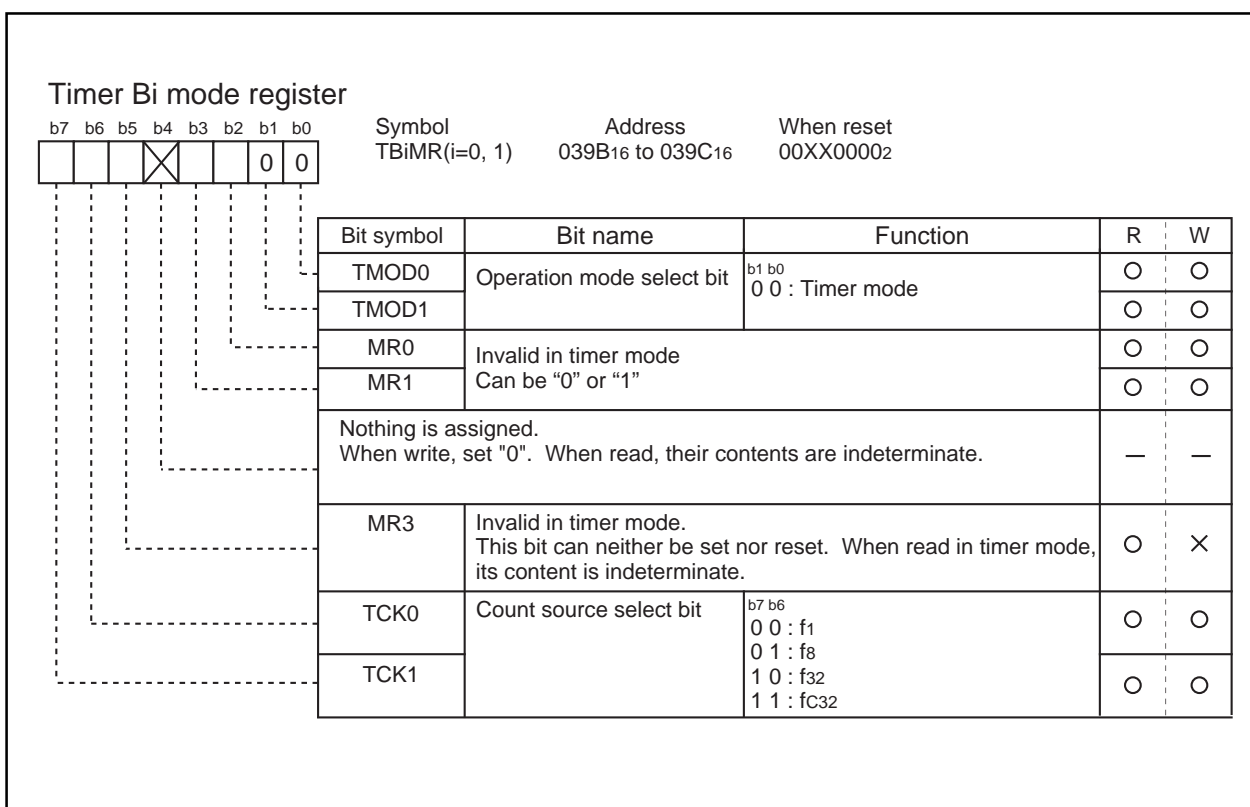 Timer Bi mode register
b7 b6 b5 b4 b3 b2 b1 b0
0 0
Symbol Address When reset
TBiMR(i=0, 1) 039B16 to 039C16 00XX00002
Bit symbol Bit name Function R W
TMOD0 Operation mode select bit b1 b0
0 0 : Timer mode
TMOD1
MR0 Invalid in timer mode
MR1 Can be “0” or “1”
Nothing is assigned.
When write, set "0". When read, their contents are indeterminate. – –
MR3 Invalid in timer mode.
This bit can neither be set nor reset. When read in timer mode,
its content is indeterminate.
TCK0 Count source select bit b7 b6
0 0 : f1
0 1 : f8
TCK1 1 0 : f32
1 1 : fC32